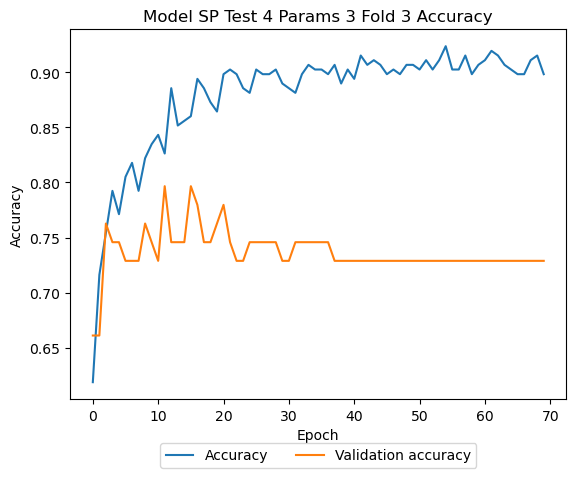 Model SP Test 4 Params 3 Fold 3 Accuracy
Accuracy
0.90
0.85
0.80
0.75
0.70
0.65
0 10 20 30 40 50 60 70
Epoch
Accuracy Validation accuracy